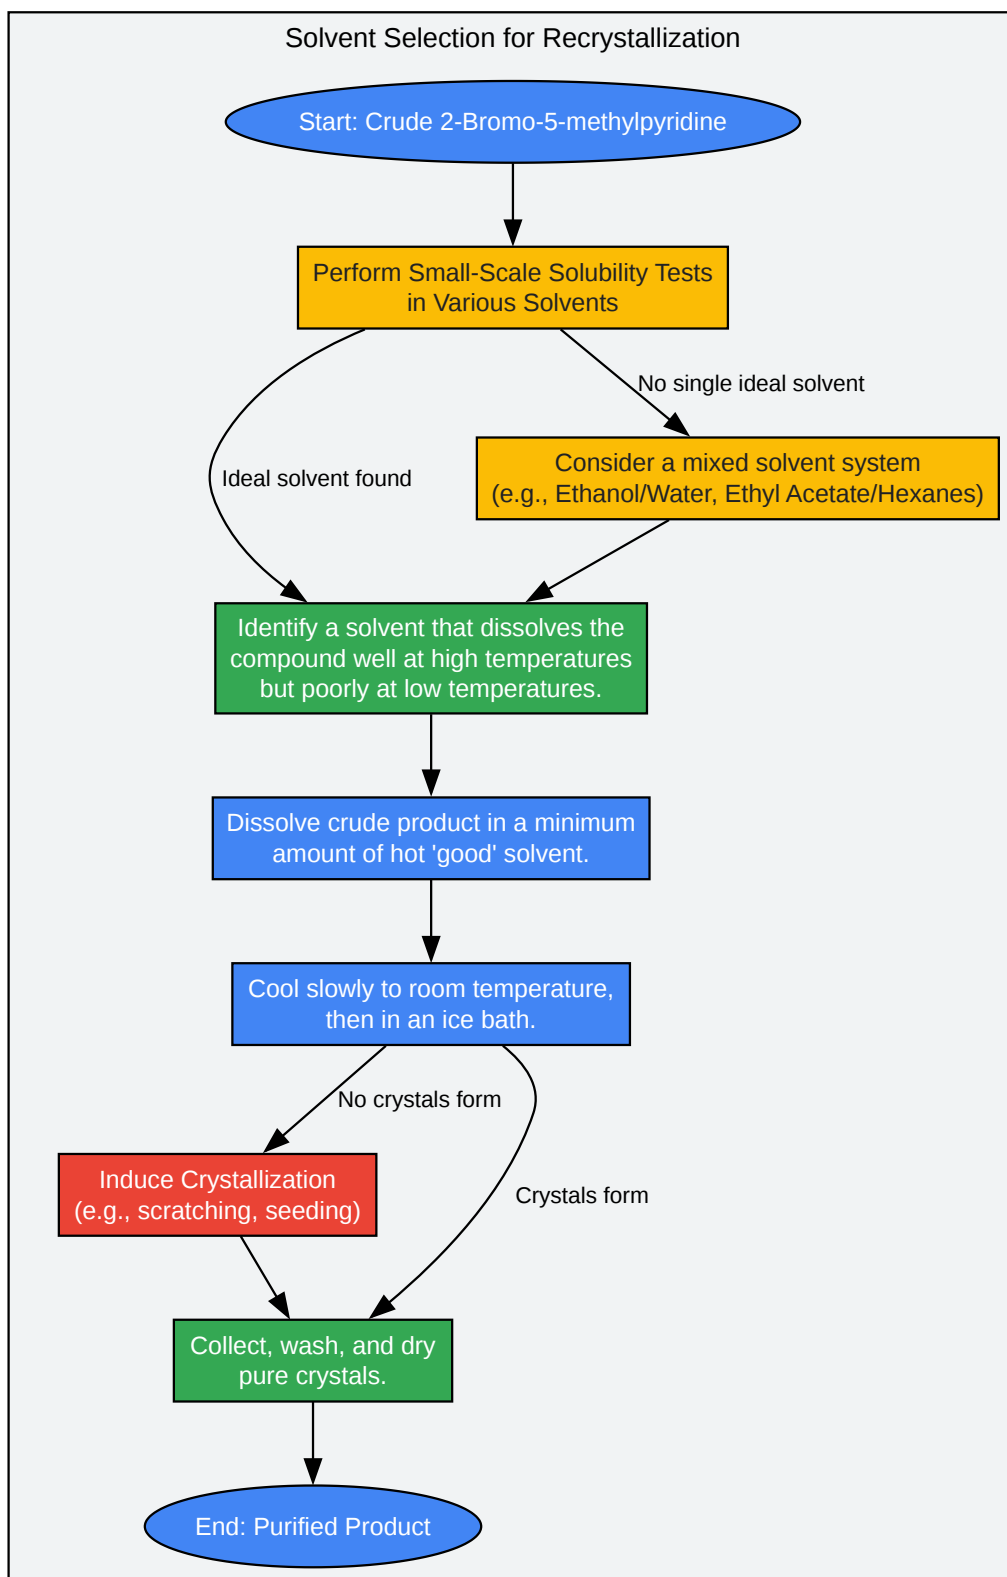 Solvent Selection for Recrystallization
Start: Crude 2-Bromo-5-methylpyridine
Perform Small-Scale Solubility Tests
in Various Solvents
No single ideal solvent
Consider a mixed solvent system
(e.g., Ethanol/Water, Ethyl Acetate/Hexanes)
Ideal solvent found
Identify a solvent that dissolves the
compound well at high temperatures
but poorly at low temperatures.
Dissolve crude product in a minimum
amount of hot 'good' solvent.
Cool slowly to room temperature,
then in an ice bath.
No crystals form
Induce Crystallization
(e.g., scratching, seeding)
Crystals form
Collect, wash, and dry
pure crystals.
End: Purified Product